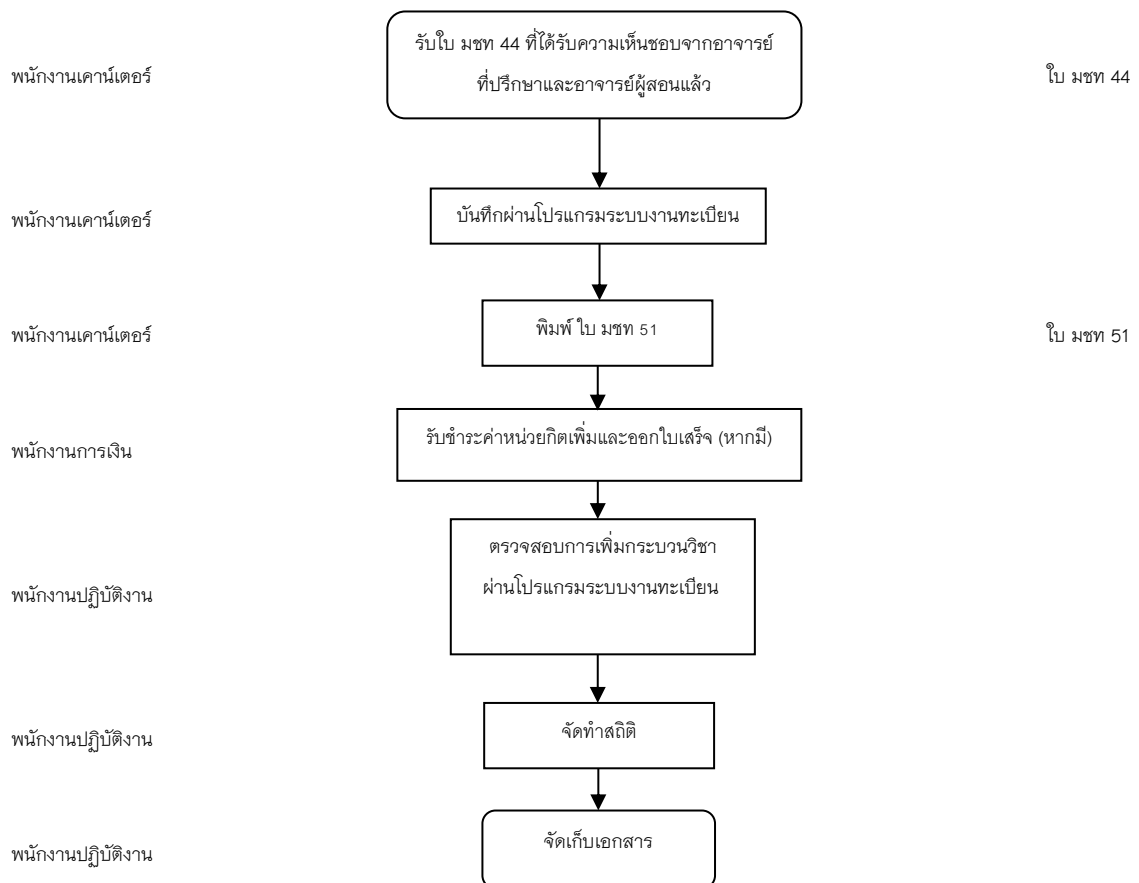 รับใบ มชท 44 ที่ได้รับความเห็นชอบจากอาจารย์
ที่ปรึกษาและอาจารย์ผู้สอนแล้ว
พนักงานเคาน์เตอร์
ใบ มชท 44
พนักงานเคาน์เตอร์
บันทึกผ่านโปรแกรมระบบงานทะเบียน
พนักงานเคาน์เตอร์
พิมพ์ ใบ มชท 51
ใบ มชท 51
พนักงานการเงิน
รับชำระค่าหน่วยกิตเพิ่มและออกใบเสร็จ (หากมี)
ตรวจสอบการเพิ่มกระบวนวิชา
ผ่านโปรแกรมระบบงานทะเบียน
พนักงานปฏิบัติงาน
พนักงานปฏิบัติงาน
จัดทำสถิติ
พนักงานปฏิบัติงาน
จัดเก็บเอกสาร